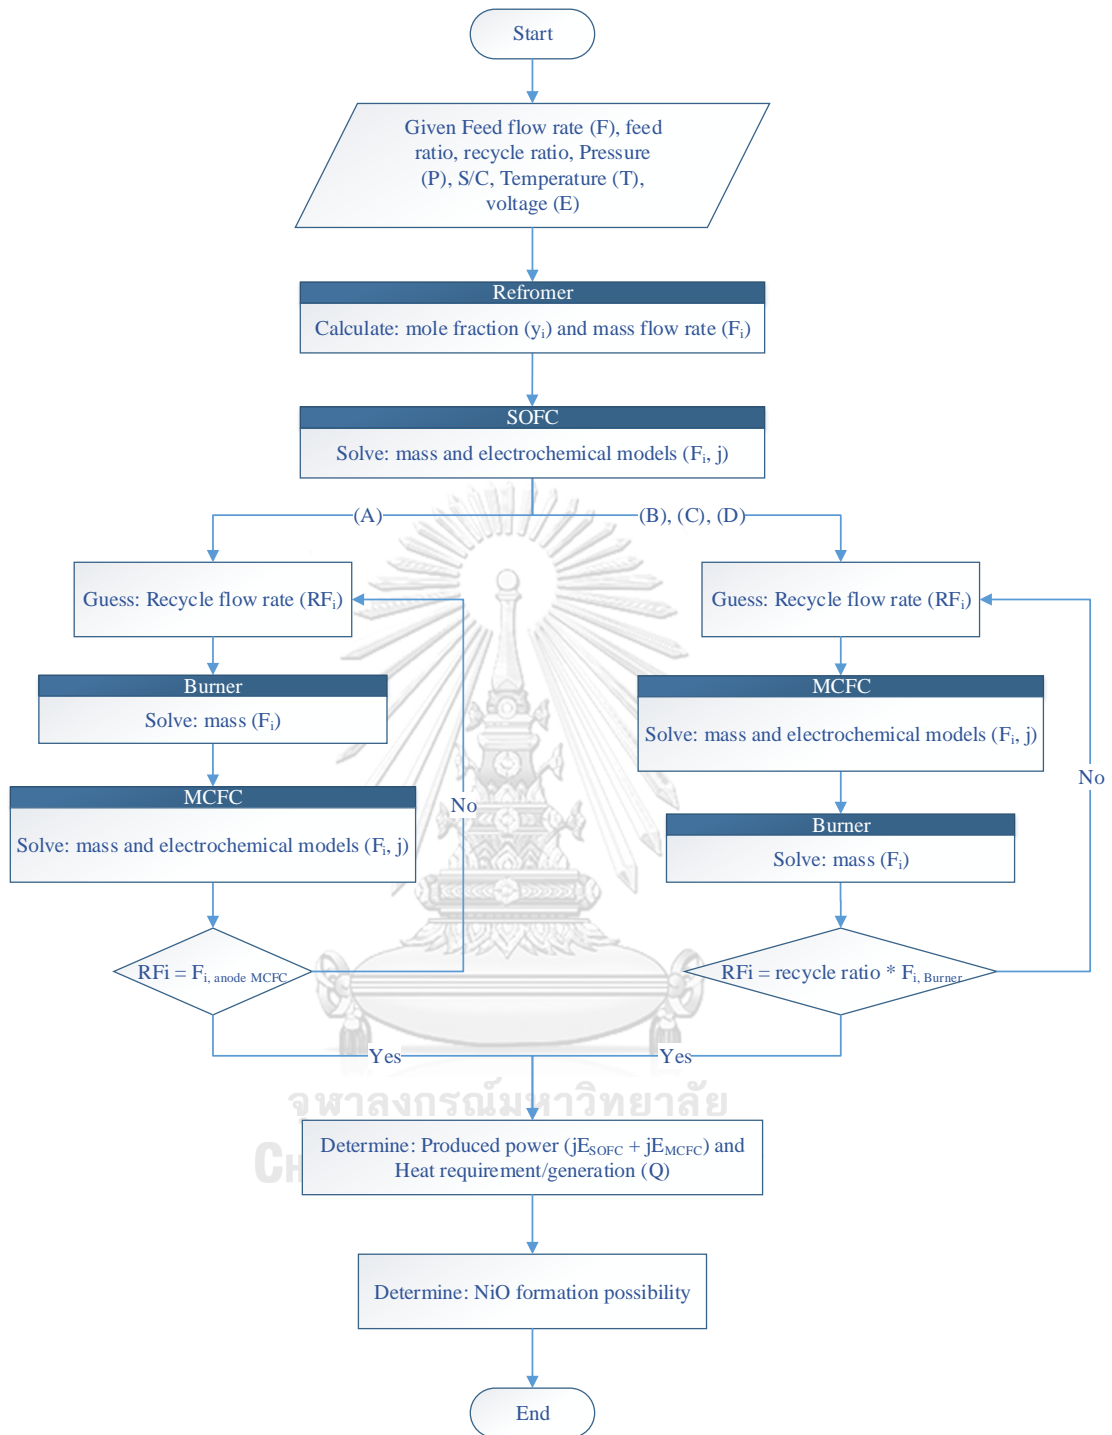 Start
Given Feed flow rate (F), feed
ratio, recycle ratio, Pressure
(P), S/C, Temperature (T),
voltage (E)
Refromer
Calculate: mole fraction (yi) and mass flow rate (Fi)
SOFC
Solve: mass and electrochemical models (Fi, j)
(A)
(B), (C), (D)
Guess: Recycle flow rate (RFi)
Guess: Recycle flow rate (RFi)
Burner
Solve: mass (Fi)
MCFC
Solve: mass and electrochemical models (Fi, j)
MCFC
Solve: mass and electrochemical models (Fi, j)
Burner
Solve: mass (Fi)
No
No
RFi = Fi, anode MCFC
RFi = recycle ratio * Fi, Burner
Yes
Yes
จุฬาลงกรณ์มหาวิทยาลัย
Determine: Produced power (jESOFC + jEMCFC) and
Heat requirement/generation (Q)
Determine: NiO formation possibility
End